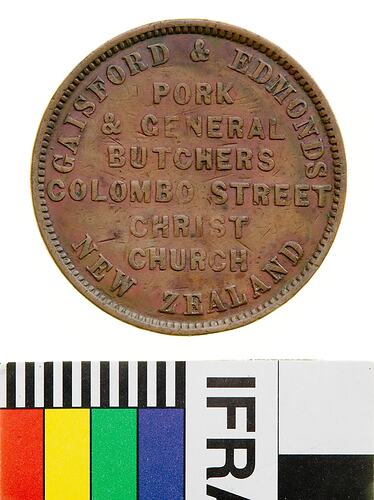 GAISFORD & EDMONDS
PORK
& GENERAL
BUTCHERS
COLOMBO STREET
CHRIST
CHURCH
NEW ZEALAND
IFRA